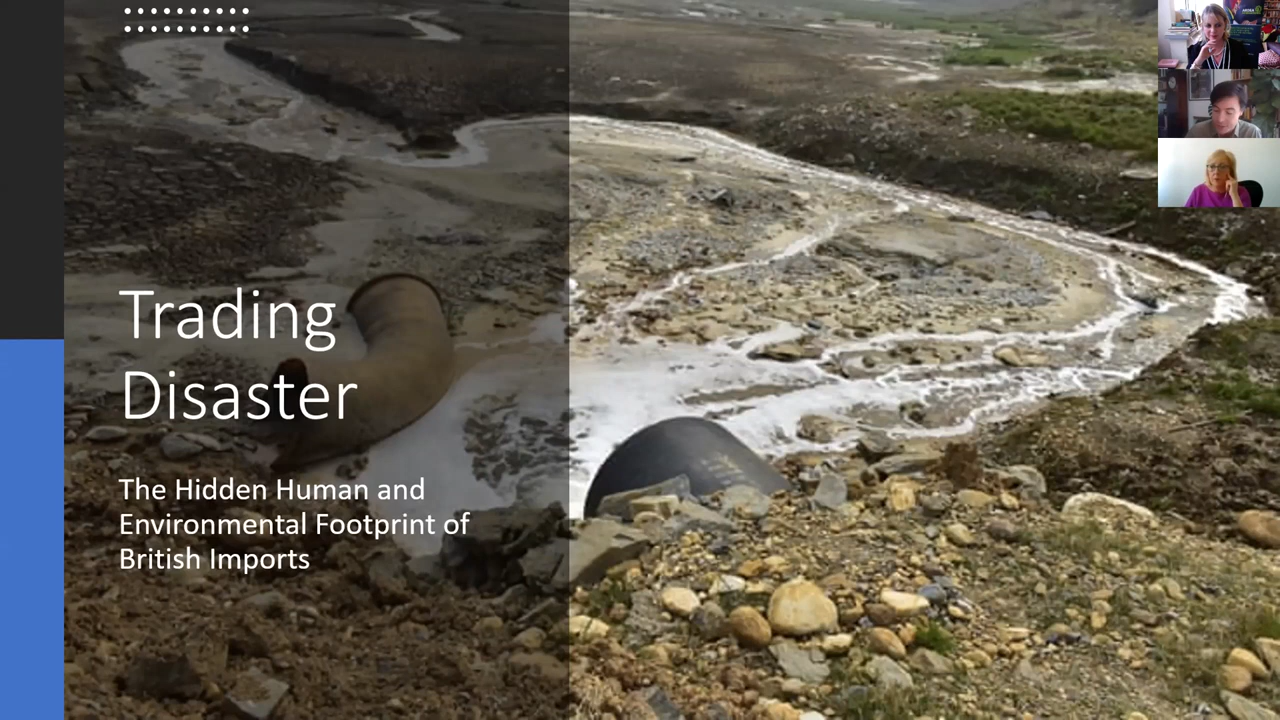 Trading
Disaster
The Hidden Human and
Environmental Footprint of
British Imports